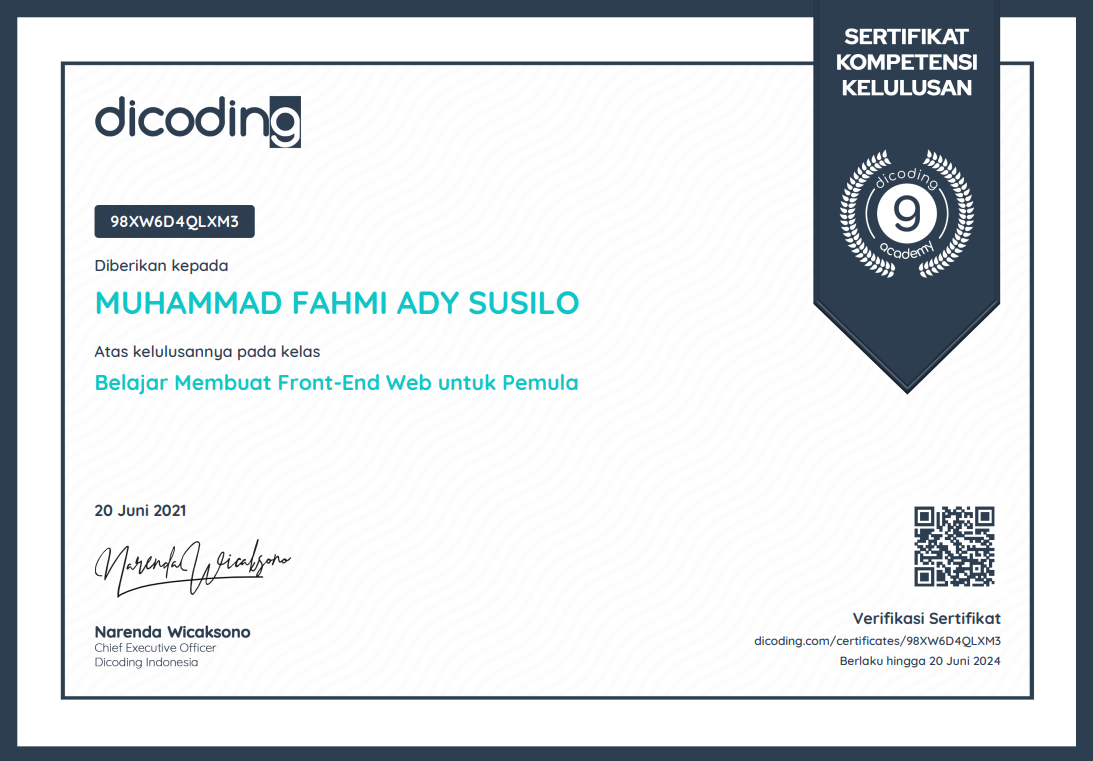 SERTIFIKAT
KOMPETENSI
KELULUSAN
dicoding
dicoding
g
academy
98XW6D4QLXM3
Diberikan kepada
MUHAMMAD FAHMI ADY SUSILO
Atas kelulusannya pada kelas
Belajar Membuat Front-End Web untuk Pemula
20 Juni 2021
Narenda Wicaksono
Narenda Wicaksono
Chief Executive Officer
Dicoding Indonesia
Verifikasi Sertifikat
dicoding.com/certificates/98XW6D4QLXM3
Berlaku hingga 20 Juni 2024